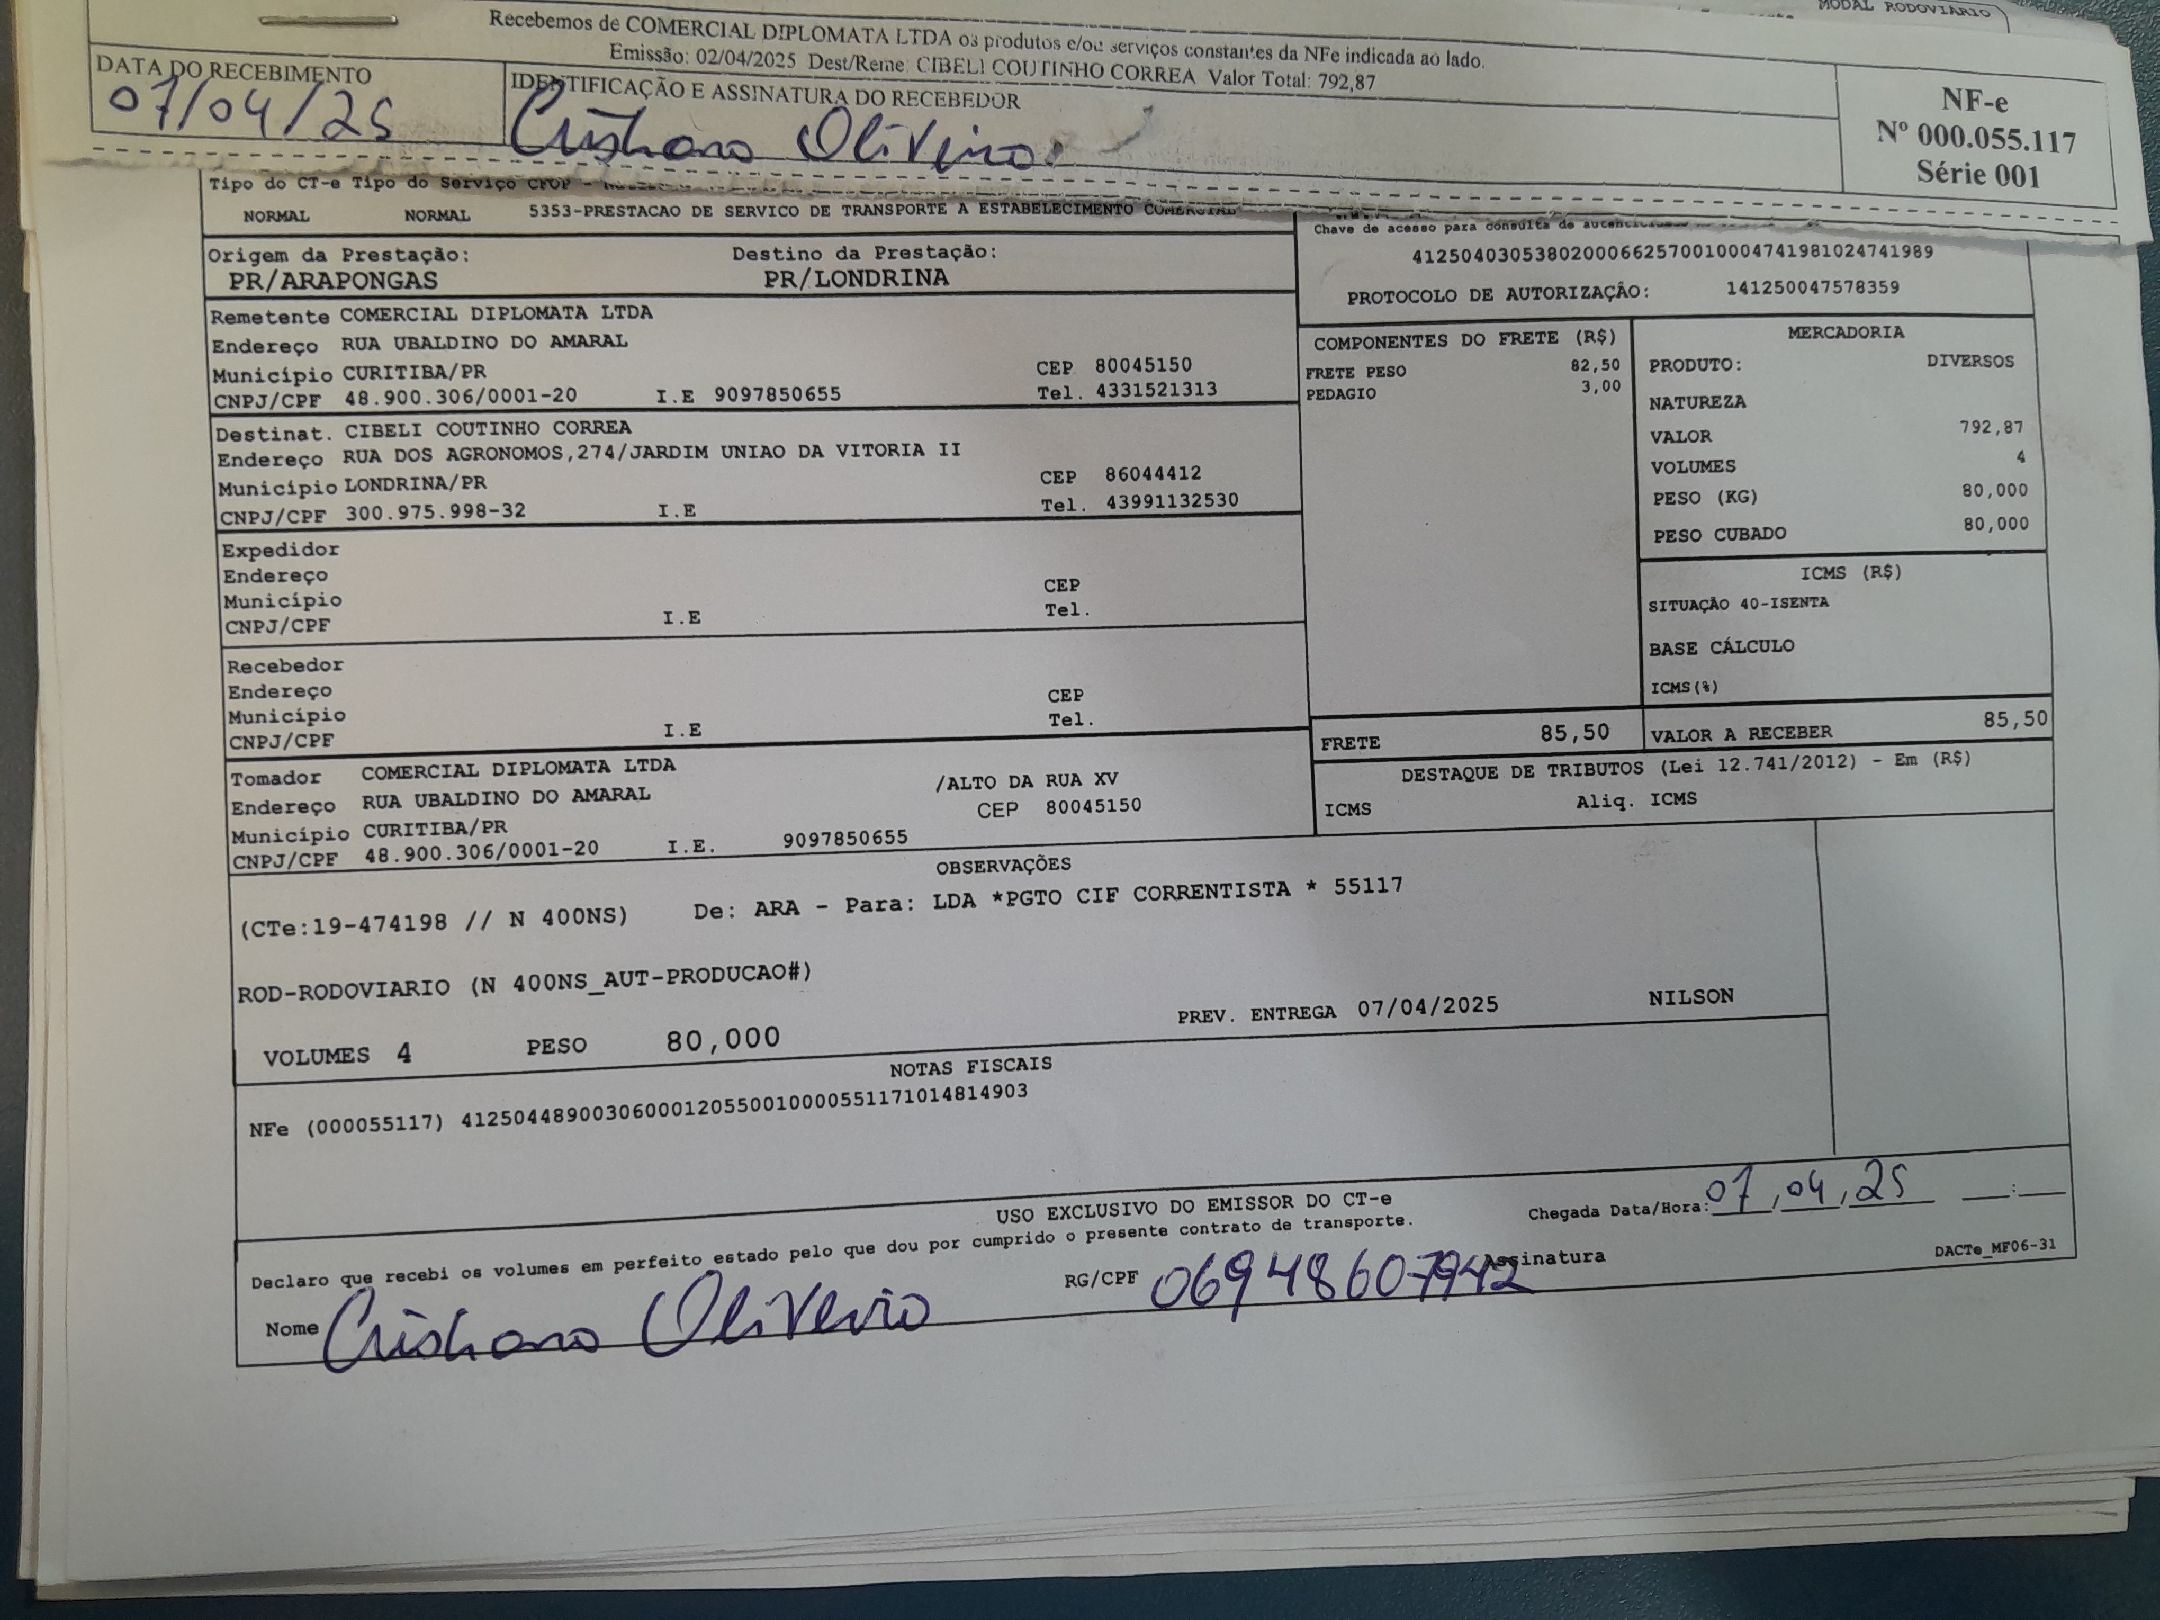 MODAL RODOVIARIO
Recebemos de COMERCIAL DIPLOMATA LTDA os produtos e/ou serviços constantes da NFe indicada ao lado.
Emissão: 02/04/2025 Dest/Reme: CIBELI COUTINHO CORREA Valor Total: 792,87
DATA DO RECEBIMENTO
07/04/25
IDENTIFICAÇÃO E ASSINATURA DO RECEBEDOR
Cristiano Oliveira
NF-e
Nº 000.055.117
Série 001
Tipo do CT-e Tipo do Serviço CFOP -
NORMAL NORMAL 5353-PRESTACAO DE SERVICO DE TRANSPORTE A ESTABELECIMENTO COMERCIAL
Chave de acesso para consulta de
41250403053802000662570010004741981024741989
PROTOCOLO DE AUTORIZAÇÃO: 141250047578359
Origem da Prestação: Destino da Prestação:
PR/ARAPONGAS PR/LONDRINA
Remetente COMERCIAL DIPLOMATA LTDA
Endereço RUA UBALDINO DO AMARAL
Município CURITIBA/PR CEP 80045150
CNPJ/CPF 48.900.306/0001-20 I.E 9097850655 Tel. 4331521313
Destinat. CIBELI COUTINHO CORREA
Endereço RUA DOS AGRONOMOS,274/JARDIM UNIAO DA VITORIA II
Município LONDRINA/PR CEP 86044412
CNPJ/CPF 300.975.998-32 I.E Tel. 43991132530
Expedidor
Endereço
Município CEP
CNPJ/CPF I.E Tel.
Recebedor
Endereço
Município CEP
CNPJ/CPF I.E Tel.
Tomador COMERCIAL DIPLOMATA LTDA
Endereço RUA UBALDINO DO AMARAL /ALTO DA RUA XV
Município CURITIBA/PR CEP 80045150
CNPJ/CPF 48.900.306/0001-20 I.E. 9097850655
COMPONENTES DO FRETE (R$)
FRETE PESO 82,50
PEDAGIO 3,00
MERCADORIA
PRODUTO: DIVERSOS
NATUREZA
VALOR 792,87
VOLUMES 4
PESO (KG) 80,000
PESO CUBADO 80,000
ICMS (R$)
SITUAÇÃO 40-ISENTA
BASE CÁLCULO
ICMS(%)
FRETE 85,50 VALOR A RECEBER 85,50
DESTAQUE DE TRIBUTOS (Lei 12.741/2012) - Em (R$)
ICMS Aliq. ICMS
OBSERVAÇÕES
(CTe:19-474198 // N 400NS) De: ARA - Para: LDA *PGTO CIF CORRENTISTA * 55117
ROD-RODOVIARIO (N 400NS_AUT-PRODUCAO#)
PREV. ENTREGA 07/04/2025 NILSON
VOLUMES 4 PESO 80,000
NOTAS FISCAIS
NFe (000055117) 41250448900306000120550010000551171014814903
USO EXCLUSIVO DO EMISSOR DO CT-e
Declaro que recebi os volumes em perfeito estado pelo que dou por cumprido o presente contrato de transporte.
Chegada Data/Hora: 07,04,25 __:__
Nome Cristiano Oliveira RG/CPF 06948607942 Assinatura
DACTe_MF06-31